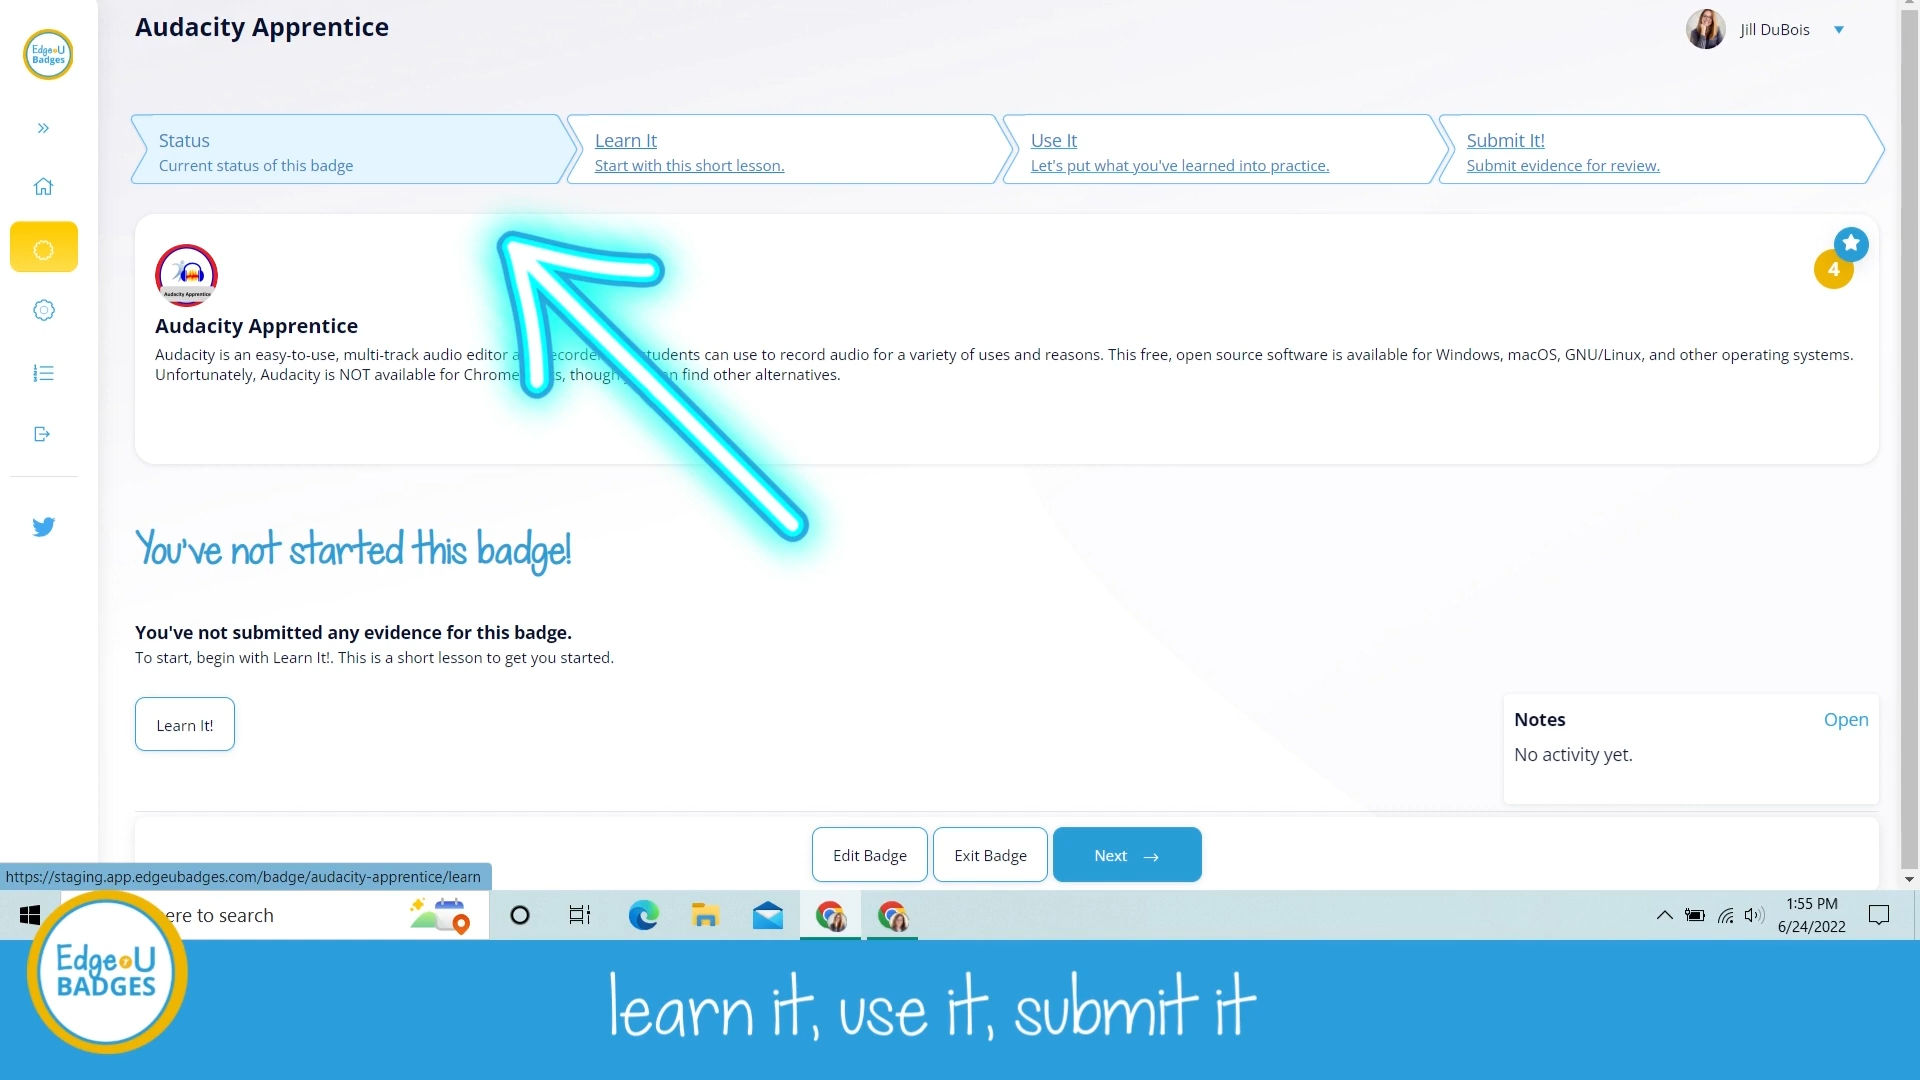 Audacity Apprentice
Jill DuBois
Edge U
Badges
Status
Current status of this badge
Learn It
Start with this short lesson.
Use It
Let's put what you've learned into practice.
Submit It!
Submit evidence for review.
Audacity Apprentice
4
Audacity Apprentice
Audacity is an easy-to-use, multi-track audio editor students can use to record audio for a variety of uses and reasons. This free, open source software is available for Windows, macOS, GNU/Linux, and other operating systems.
Unfortunately, Audacity is NOT available for Chrome find other alternatives.
You've not started this badge!
You've not submitted any evidence for this badge.
To start, begin with Learn It!. This is a short lesson to get you started.
Learn It!
Notes
Open
No activity yet.
Edit Badge
Exit Badge
Next →
https://staging.app.edgeubadges.com/badge/audacity-apprentice/learn
ere to search
1:55 PM
6/24/2022
Edge U
BADGES
learn it, use it, submit it